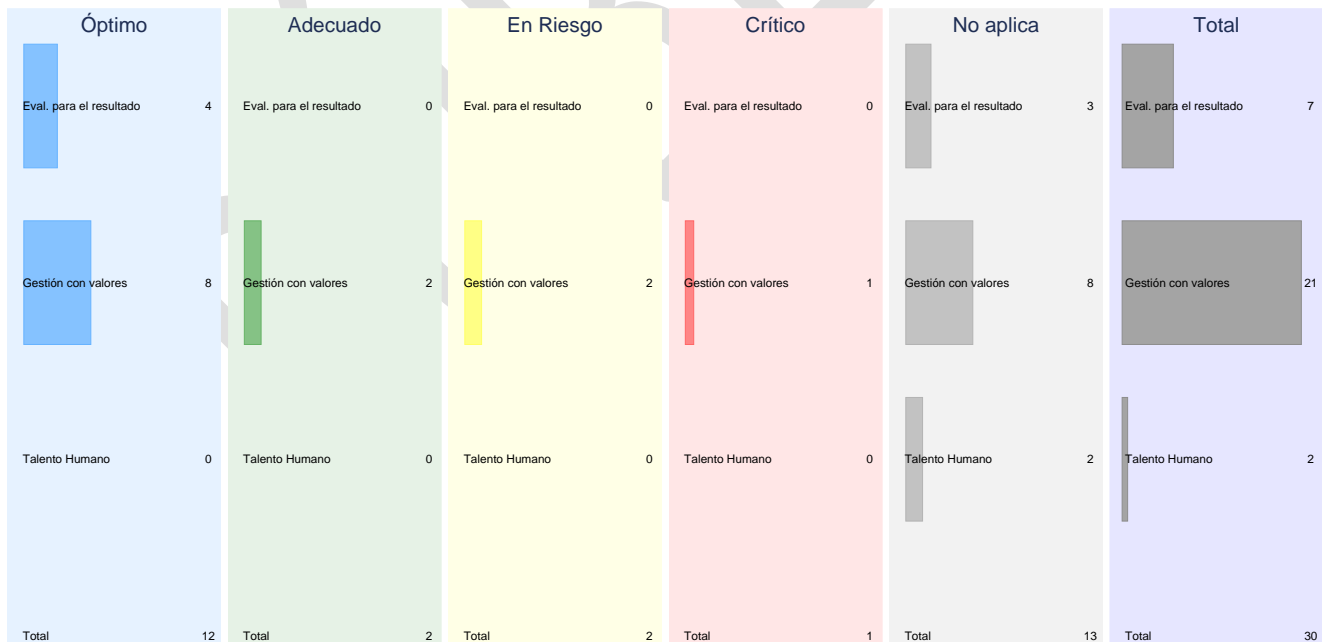 Óptimo Adecuado En Riesgo Crítico No aplica Total
Eval. para el resultado 4 Eval. para el resultado 0 Eval. para el resultado 0 Eval. para el resultado 0 Eval. para el resultado 3 Eval. para el resultado 7
Gestión con valores 8 Gestión con valores 2 Gestión con valores 2 Gestión con valores 1 Gestión con valores 8 Gestión con valores 21
Talento Humano 0 Talento Humano 0 Talento Humano 0 Talento Humano 0 Talento Humano 2 Talento Humano 2
Total 12 Total 2 Total 2 Total 1 Total 13 Total 30